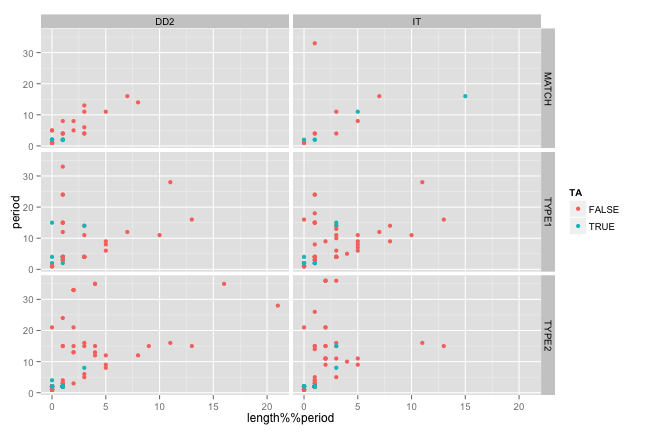 DD2
IT
30
20
10
0
MATCH
30
20
10
0
TYPE1
30
20
10
0
TYPE2
0 5 10 15 20
0 5 10 15 20
length%%period
period
TA
FALSE
TRUE